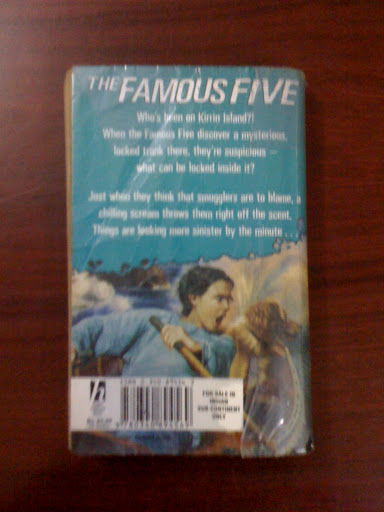 THE FAMOUS FIVE
Who's been on Kirrin Island?!
When the Famous Five discover a mysterious,
locked trunk there, they're suspicious –
what can be locked inside it?
Just when they think that smugglers are to blame, a
chilling scream throws them right off the scent.
Things are looking more sinister by the minute . . .
ISBN
FOR SALE IN
INDIAN
SUB-CONTINENT
ONLY